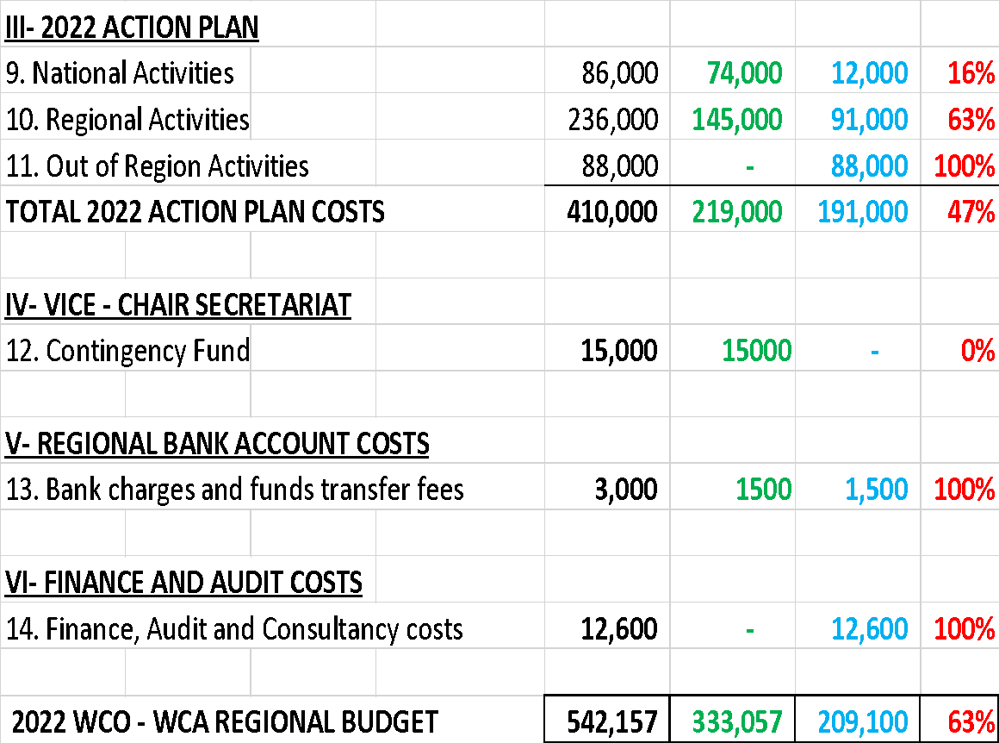 III- 2022 ACTION PLAN
9. National Activities 86,000 74,000 12,000 16%
10. Regional Activities 236,000 145,000 91,000 63%
11. Out of Region Activities 88,000 - 88,000 100%
TOTAL 2022 ACTION PLAN COSTS 410,000 219,000 191,000 47%
IV- VICE - CHAIR SECRETARIAT
12. Contingency Fund 15,000 15000 - 0%
V- REGIONAL BANK ACCOUNT COSTS
13. Bank charges and funds transfer fees 3,000 1500 1,500 100%
VI- FINANCE AND AUDIT COSTS
14. Finance, Audit and Consultancy costs 12,600 - 12,600 100%
2022 WCO - WCA REGIONAL BUDGET 542,157 333,057 209,100 63%